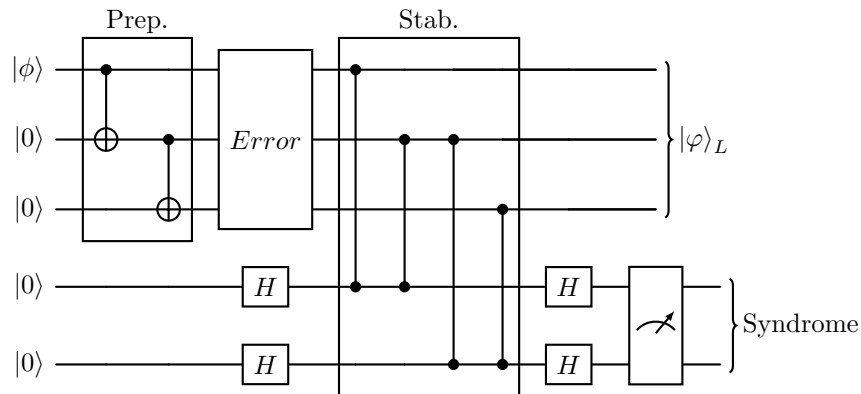 Prep.
Stab.
|ϕ⟩
|0⟩
Error
|φ⟩_L
|0⟩
|0⟩
H
H
Syndrome
|0⟩
H
H